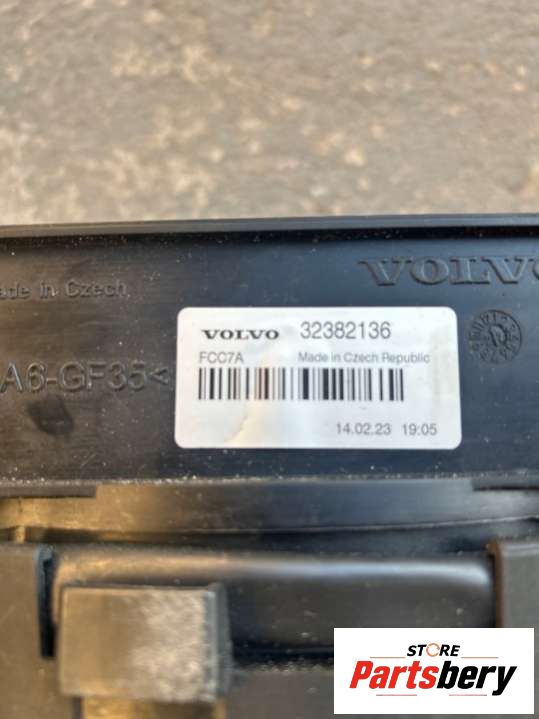 VOLVO
Made in Czech
VOLVO 32382136
FCC7A Made in Czech Republic
A6-GF35<
14.02.23 19:05
STORE
Partsbery